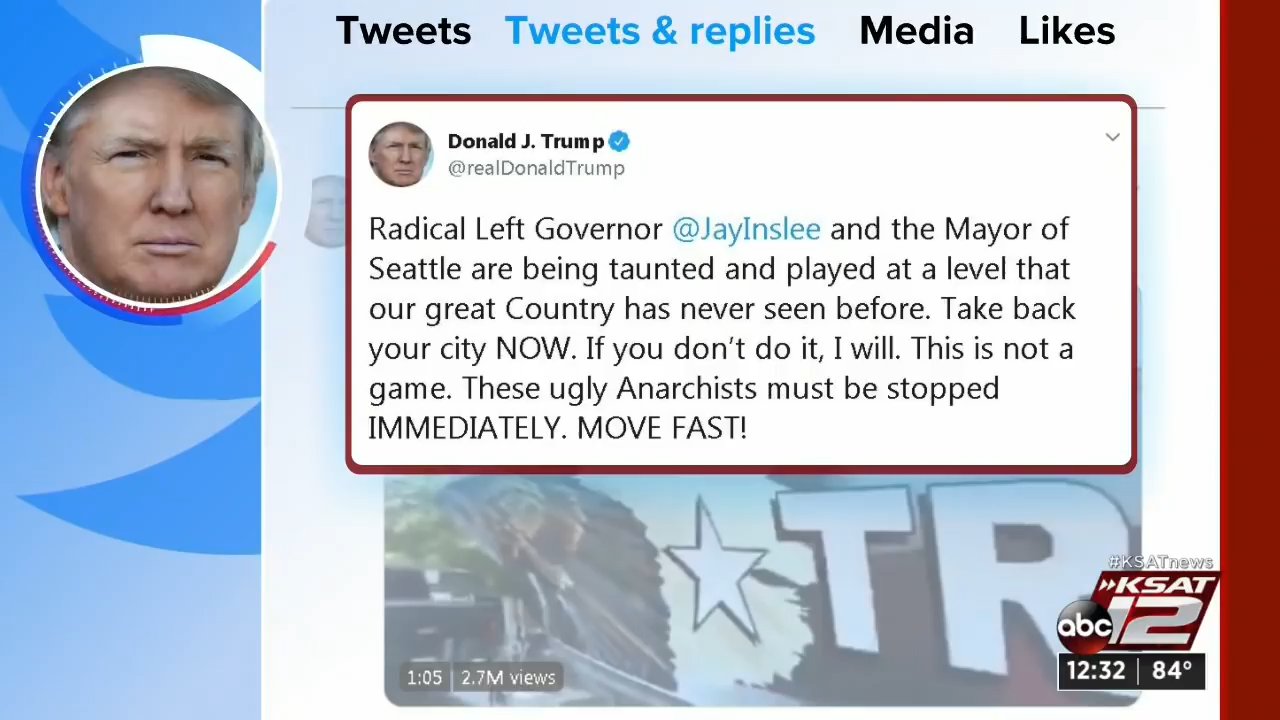 Tweets Tweets & replies Media Likes
Donald J. Trump
@realDonaldTrump
Radical Left Governor @JayInslee and the Mayor of
Seattle are being taunted and played at a level that
our great Country has never seen before. Take back
your city NOW. If you don't do it, I will. This is not a
game. These ugly Anarchists must be stopped
IMMEDIATELY. MOVE FAST!
TR
1:05 2.7M views
#KSATnews
KSAT
abc 12
12:32 84°